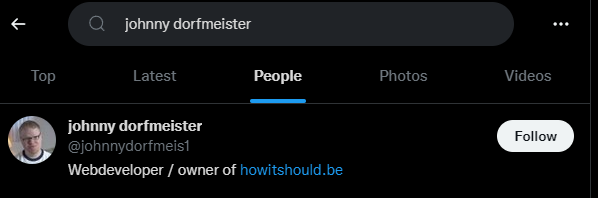 johnny dorfmeister
Top Latest People Photos Videos
johnny dorfmeister
@johnnydorfmeis1
Follow
Webdeveloper / owner of howitshould.be